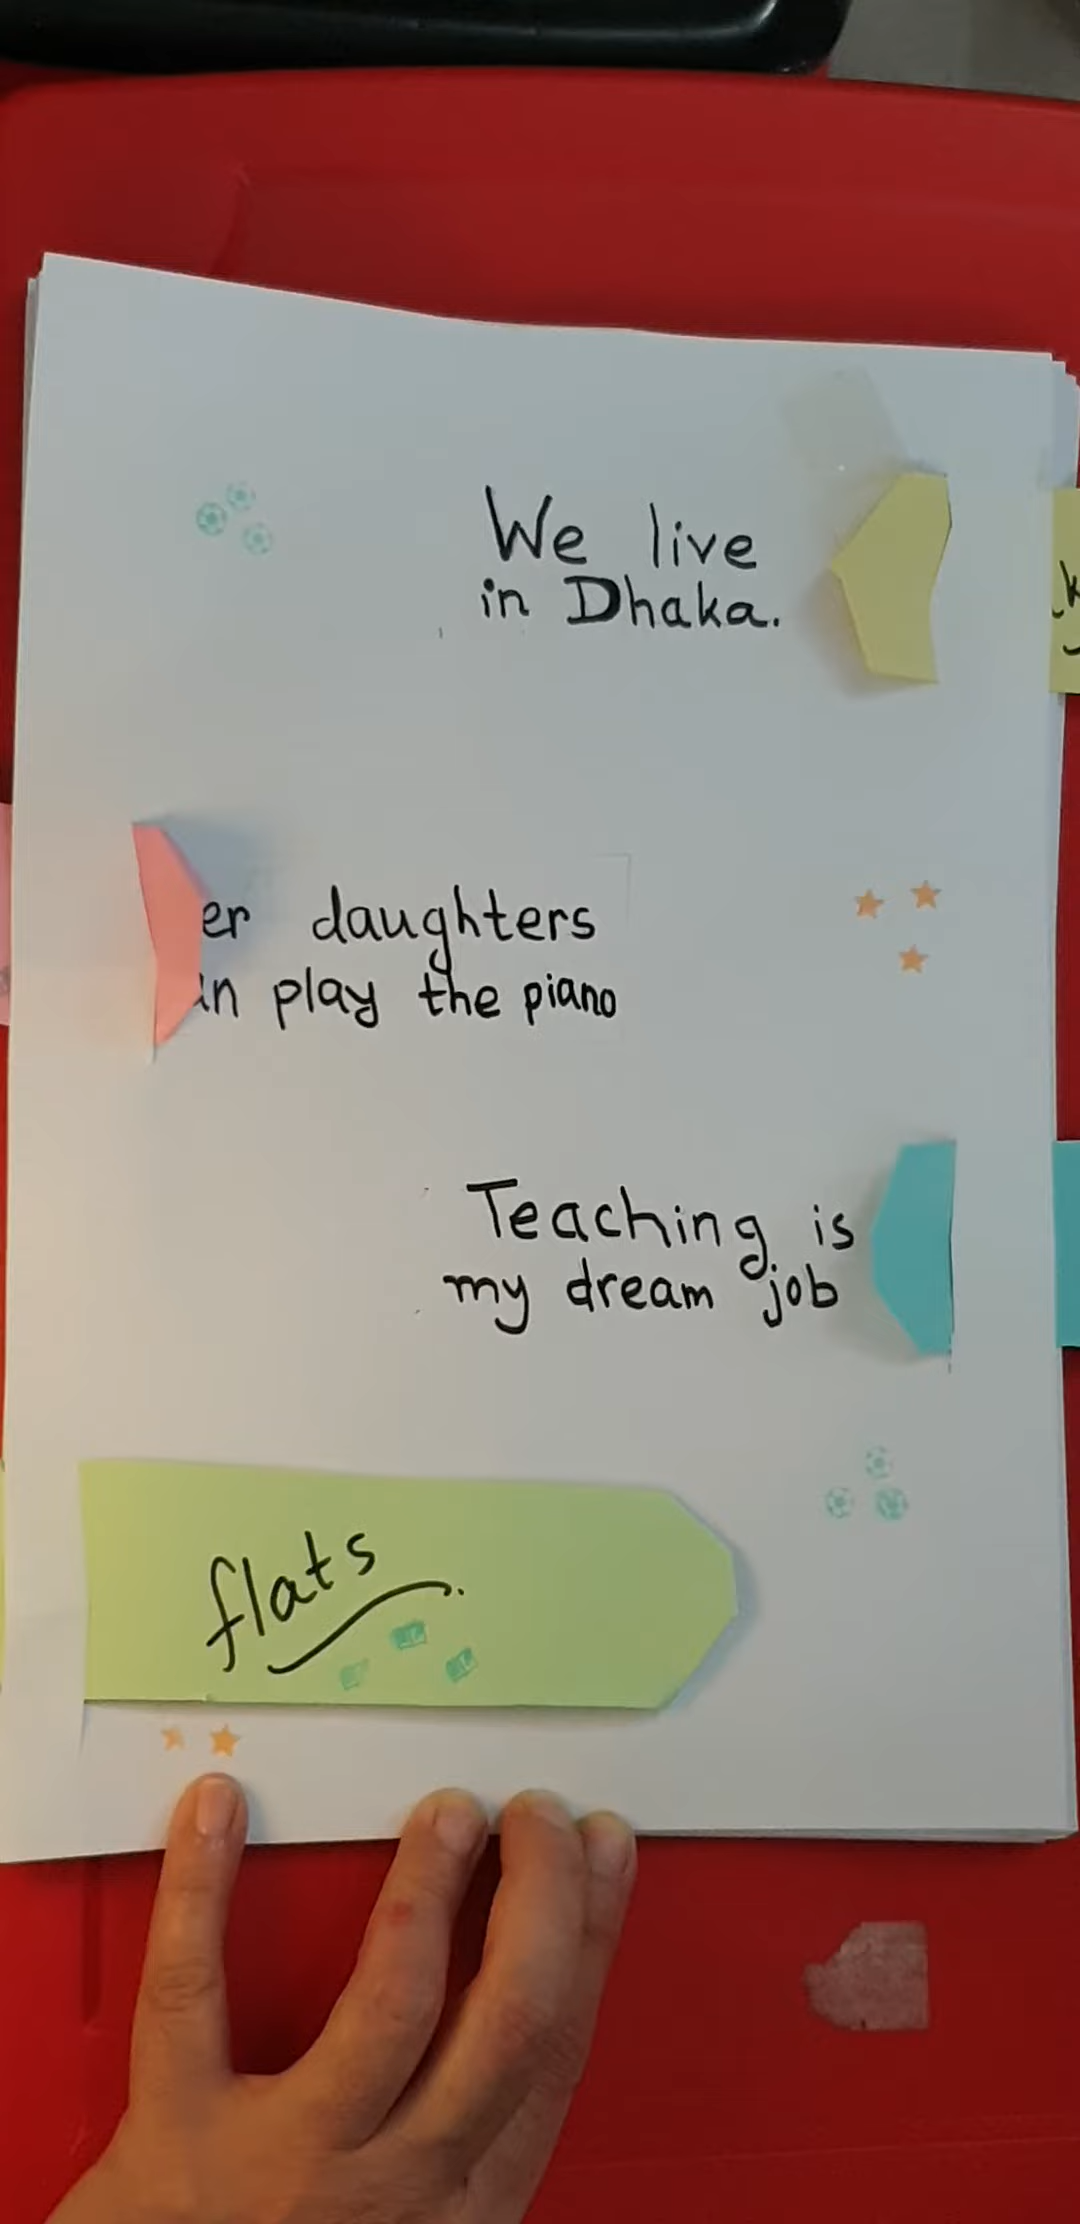 We live
in Dhaka.
er daughters
n play the piano
Teaching is
my dream job
flats